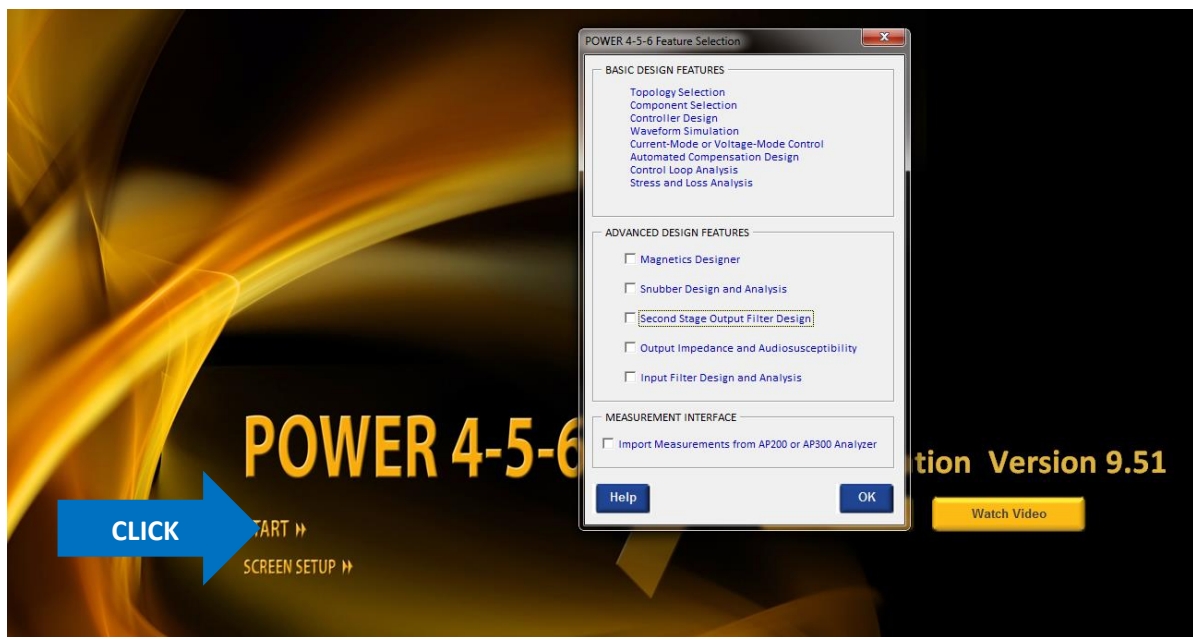 POWER 4-5-6 Feature Selection
BASIC DESIGN FEATURES
Topology Selection
Component Selection
Controller Design
Waveform Simulation
Current-Mode or Voltage-Mode Control
Automated Compensation Design
Control Loop Analysis
Stress and Loss Analysis
ADVANCED DESIGN FEATURES
Magnetics Designer
Snubber Design and Analysis
Second Stage Output Filter Design
Output Impedance and Audiosusceptibility
Input Filter Design and Analysis
MEASUREMENT INTERFACE
Import Measurements from AP200 or AP300 Analyzer
Help OK
POWER 4-5-6 tion Version 9.51
Watch Video
CLICK
TART
SCREEN SETUP